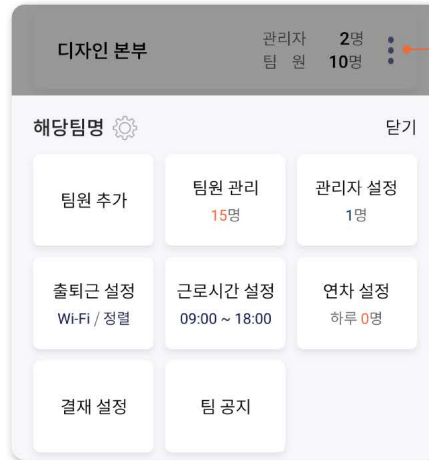 디자인 본부
관리자 2명
팀 원 10명
해당팀명 닫기
팀원 추가
팀원 관리
15명
관리자 설정
1명
출퇴근 설정
Wi-Fi / 정렬
근로시간 설정
09:00 ~ 18:00
연차 설정
하루 0명
결재 설정
팀 공지